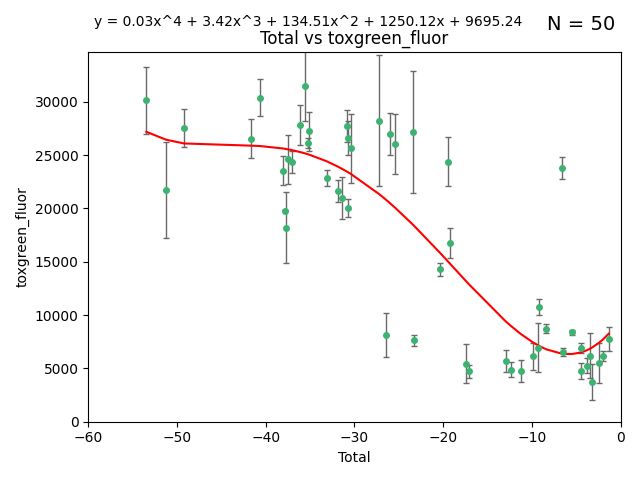 y = 0.03x^4 + 3.42x^3 + 134.51x^2 + 1250.12x + 9695.24
N = 50
Total vs toxgreen_fluor
30000
25000
20000
15000
10000
5000
0
toxgreen_fluor
−60 −50 −40 −30 −20 −10 0
Total